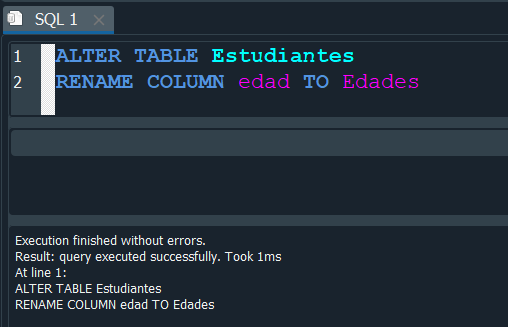 SQL 1
1 ALTER TABLE Estudiantes
2 RENAME COLUMN edad TO Edades
Execution finished without errors.
Result: query executed successfully. Took 1ms
At line 1:
ALTER TABLE Estudiantes
RENAME COLUMN edad TO Edades